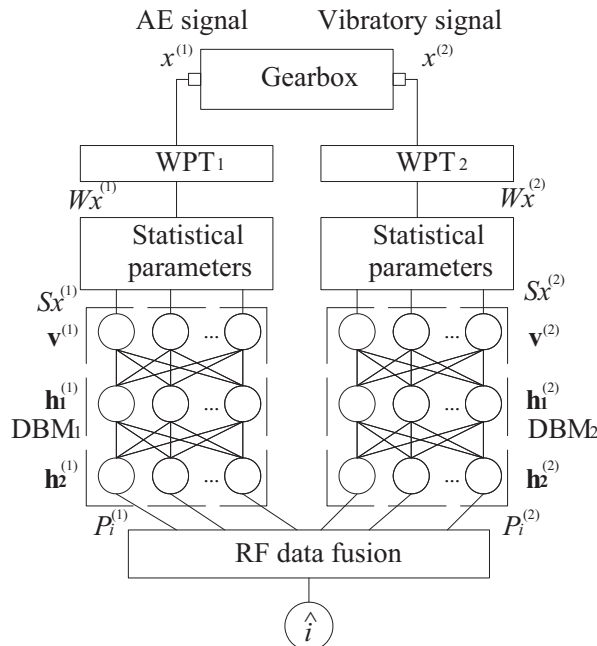 AE signal Vibratory signal
x^(1) x^(2)
Gearbox
WPT1 WPT2
Wx^(1) Wx^(2)
Statistical parameters Statistical parameters
Sx^(1) Sx^(2)
v^(1) ... ... v^(2)
h1^(1) ... ... h1^(2)
DBM1 DBM2
h2^(1) ... ... h2^(2)
Pi^(1) Pi^(2)
RF data fusion
î